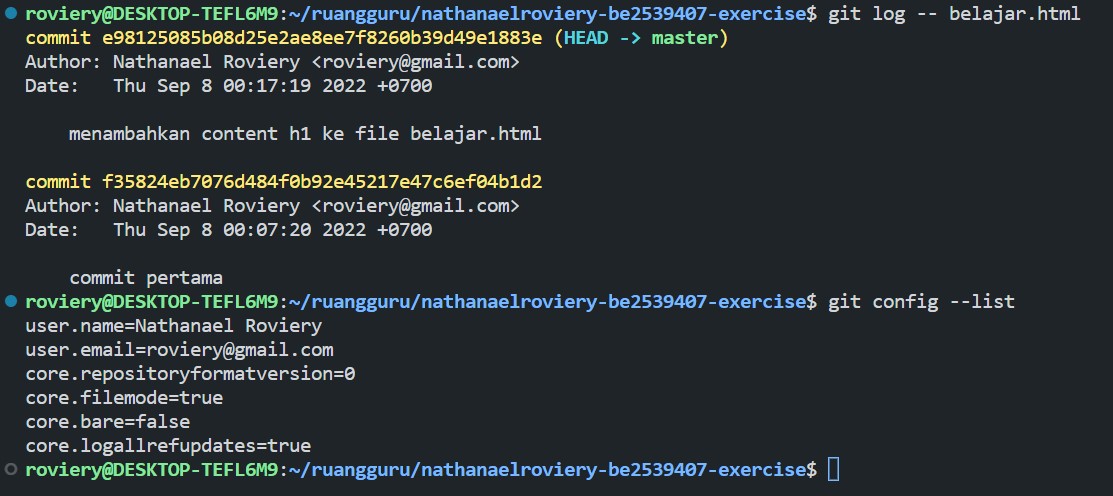 roviery@DESKTOP-TEFL6M9:~/ruangguru/nathanaelroviery-be2539407-exercise$ git log -- belajar.html
commit e98125085b08d25e2ae8ee7f8260b39d49e1883e (HEAD -> master)
Author: Nathanael Roviery <roviery@gmail.com>
Date:   Thu Sep 8 00:17:19 2022 +0700
    menambahkan content h1 ke file belajar.html
commit f35824eb7076d484f0b92e45217e47c6ef04b1d2
Author: Nathanael Roviery <roviery@gmail.com>
Date:   Thu Sep 8 00:07:20 2022 +0700
    commit pertama
roviery@DESKTOP-TEFL6M9:~/ruangguru/nathanaelroviery-be2539407-exercise$ git config --list
user.name=Nathanael Roviery
user.email=roviery@gmail.com
core.repositoryformatversion=0
core.filemode=true
core.bare=false
core.logallrefupdates=true
roviery@DESKTOP-TEFL6M9:~/ruangguru/nathanaelroviery-be2539407-exercise$